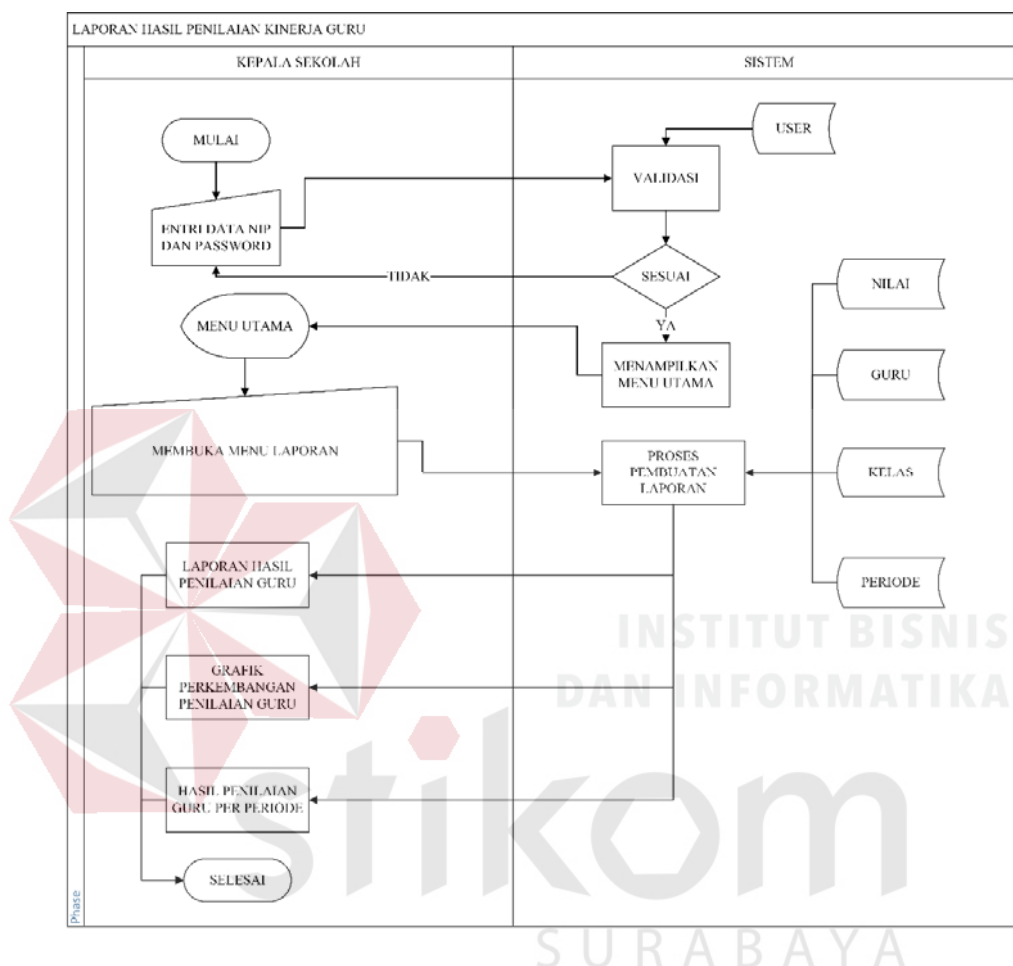 LAPORAN HASIL PENILAIAN KINERJA GURU
KEPALA SEKOLAH
SISTEM
MULAI
USER
VALIDASI
ENTRI DATA NIP
DAN PASSWORD
TIDAK
SESUAI
NILAI
YA
MENU UTAMA
MENAMPILKAN
MENU UTAMA
GURU
MEMBUKA MENU LAPORAN
PROSES
PEMBUATAN
LAPORAN
KELAS
LAPORAN HASIL
PENILAIAN GURU
PERIODE
INSTITUT BISNIS
DAN INFORMATIKA
GRAFIK
PERKEMBANGAN
PENILAIAN GURU
stikom
HASIL PENILAIAN
GURU PER PERIODE
SELESAI
Phase
SURABAYA